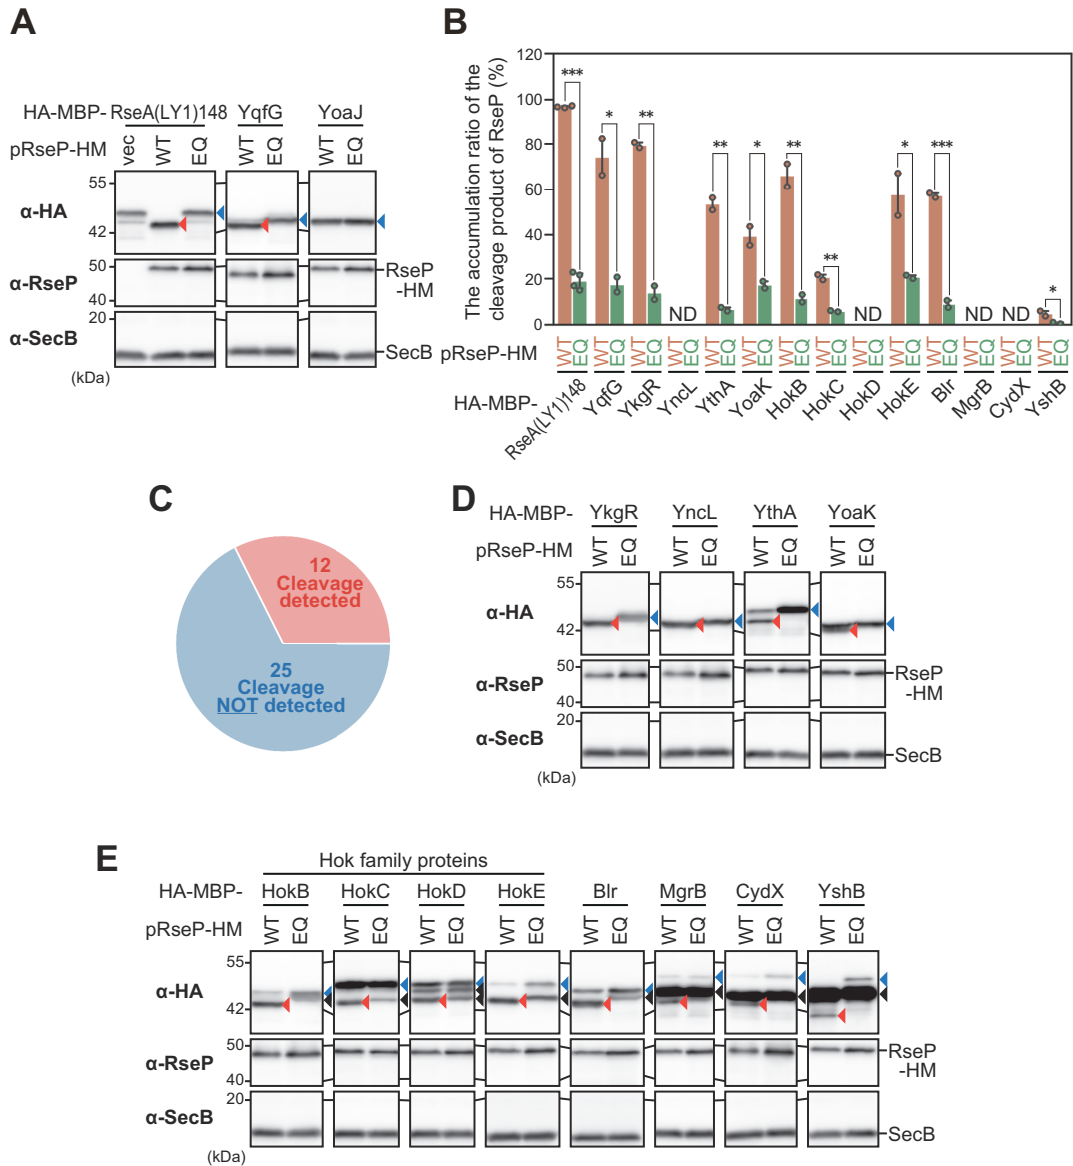 A
HA-MBP- RseA(LY1)148 YqfG YoaJ
pRseP-HM vec WT EQ WT EQ WT EQ
55
α-HA
42
50
α-RseP
RseP
-HM
40
20
α-SecB
SecB
(kDa)
B
The accumulation ratio of the
cleavage product of RseP (%)
120
100
80
60
40
20
0
*** * ** ** * ** ** * *** *
ND ND ND ND
pRseP-HM WT EQ WT EQ WT EQ WT EQ WT EQ WT EQ WT EQ WT EQ WT EQ WT EQ WT EQ WT EQ WT EQ WT EQ
HA-MBP- RseA(LY1)148 YqfG YkgR YncL YthA YoaK HokB HokC HokD HokE Blr MgrB CydX YshB
C
12
Cleavage
detected
25
Cleavage
NOT detected
D
HA-MBP- YkgR YncL YthA YoaK
pRseP-HM WT EQ WT EQ WT EQ WT EQ
55
α-HA
42
50
α-RseP
RseP
-HM
40
20
α-SecB
SecB
(kDa)
E
Hok family proteins
HA-MBP- HokB HokC HokD HokE Blr MgrB CydX YshB
pRseP-HM WT EQ WT EQ WT EQ WT EQ WT EQ WT EQ WT EQ WT EQ
55
α-HA
42
50
α-RseP
RseP
-HM
40
20
α-SecB
SecB
(kDa)